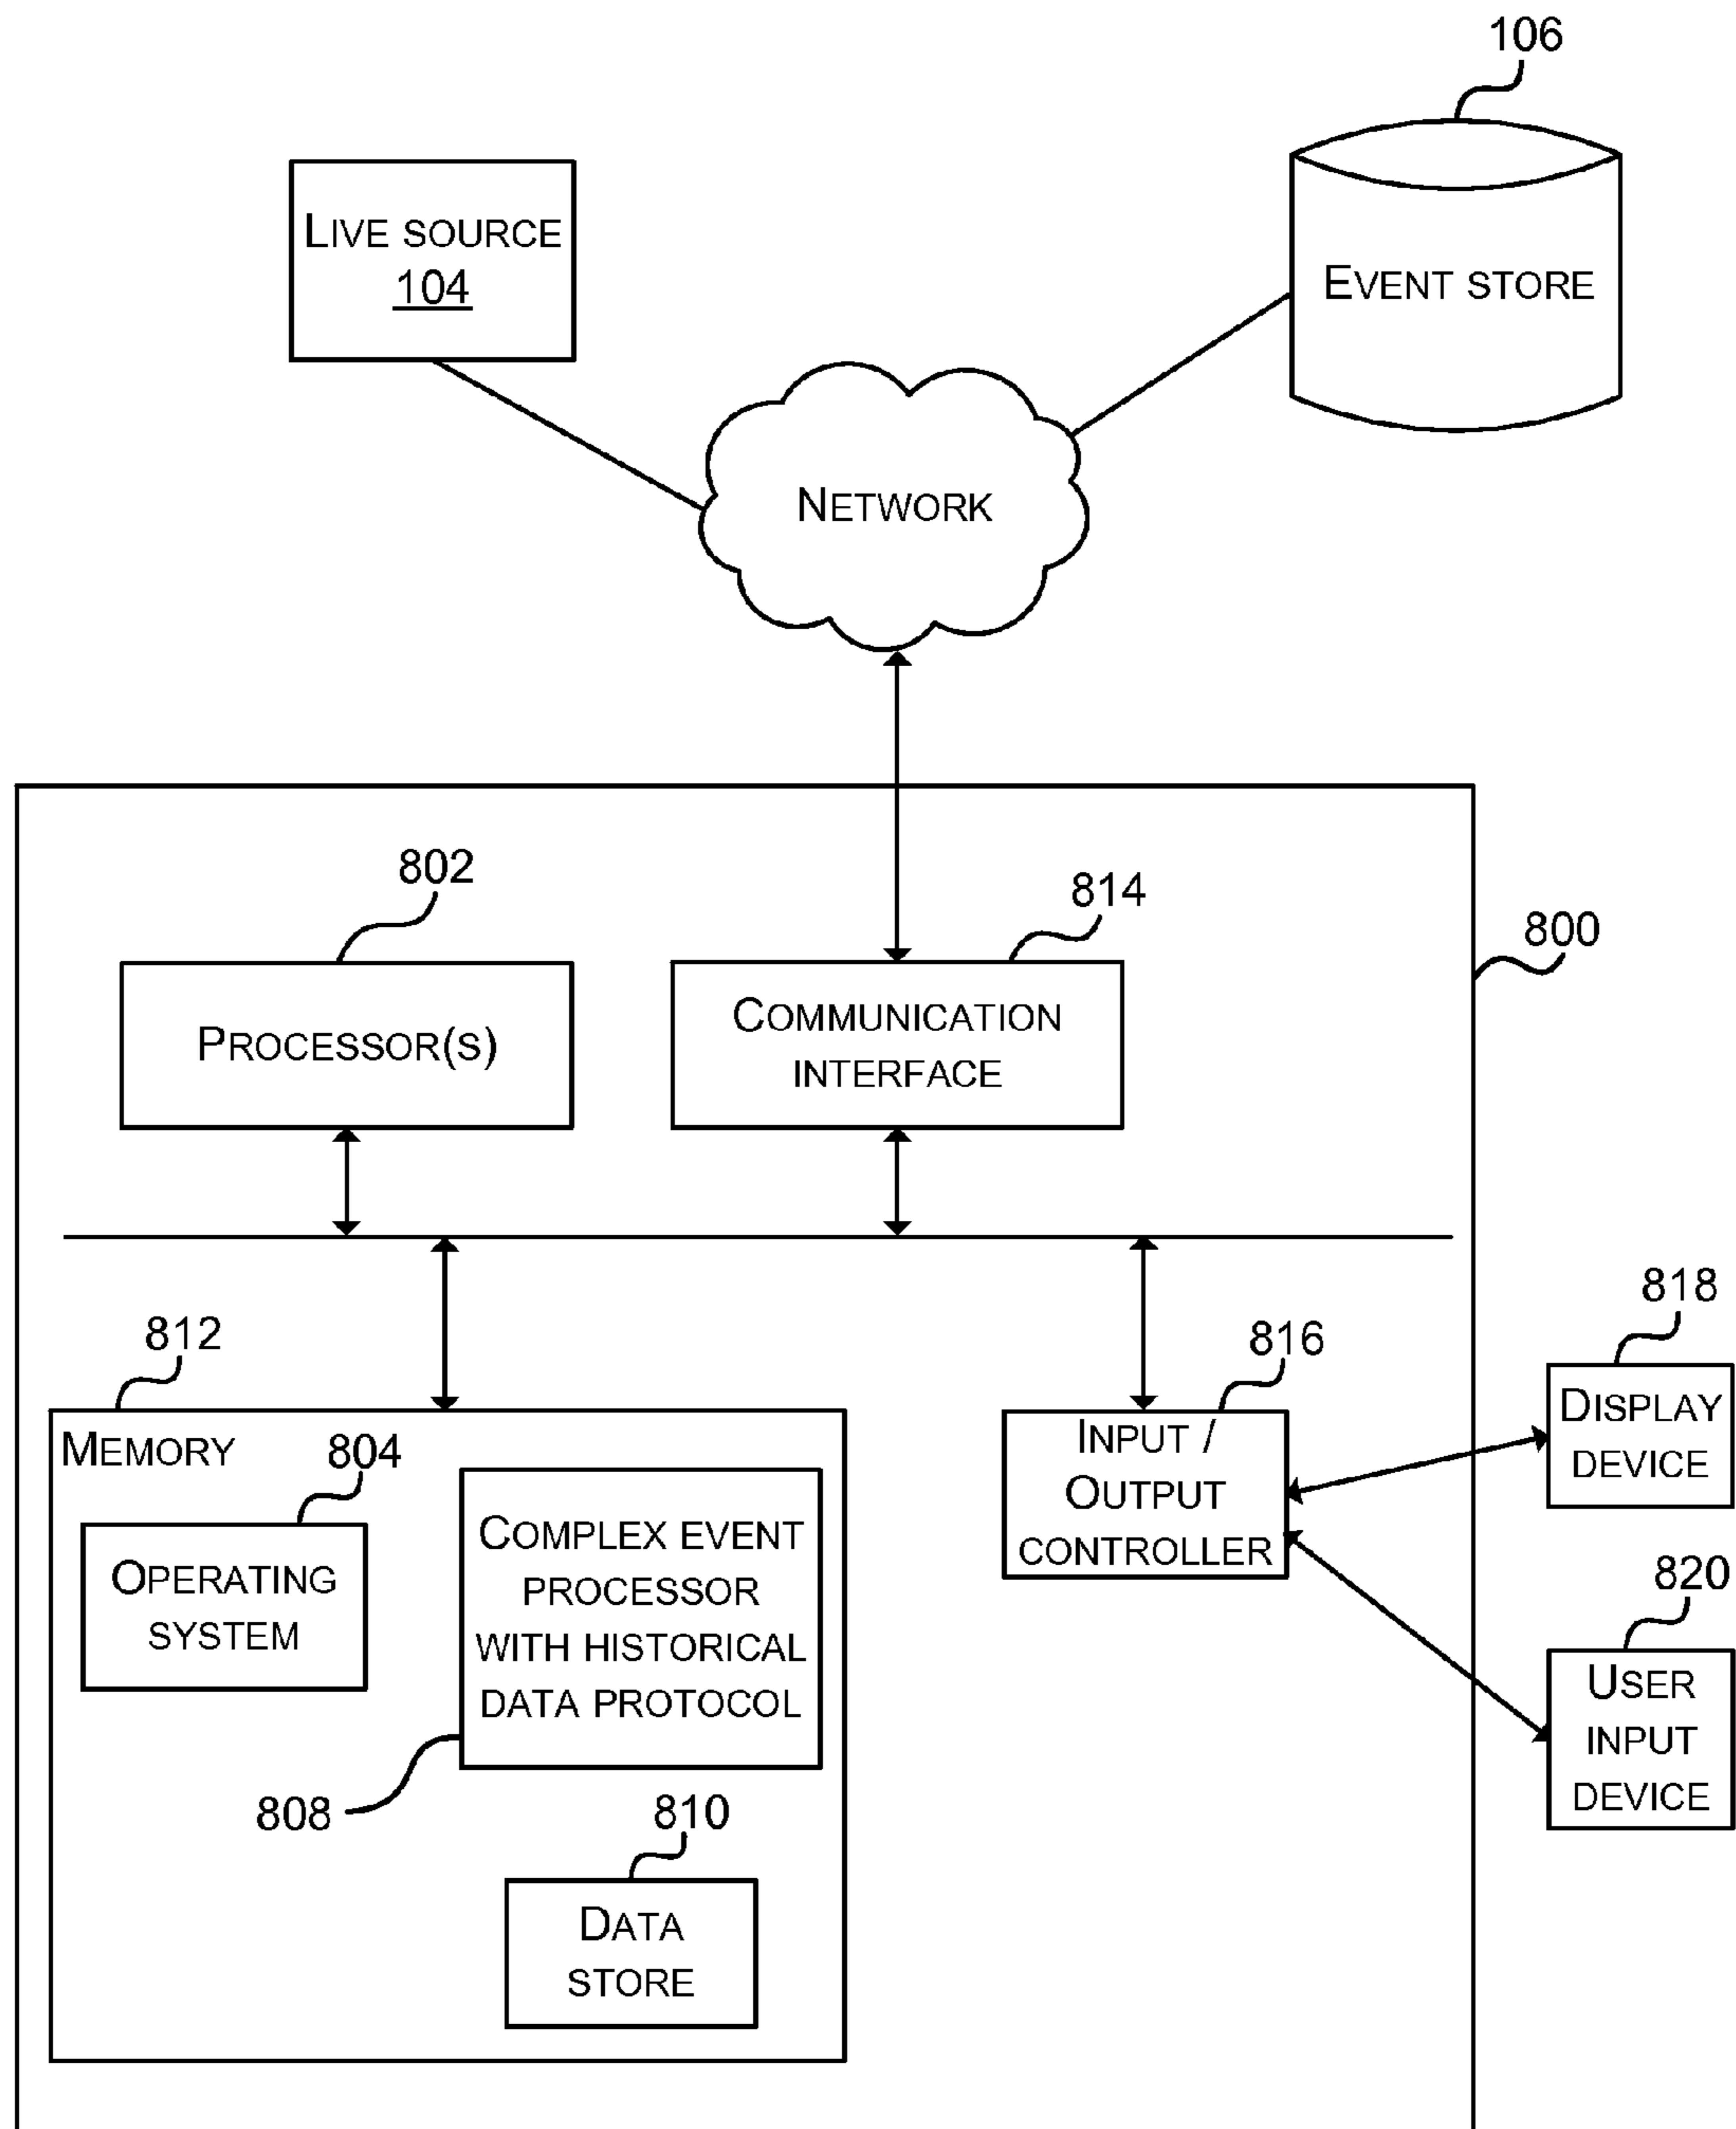 106
LIVE SOURCE
104
EVENT STORE
NETWORK
802
814
800
PROCESSOR(S)
COMMUNICATION
INTERFACE
812
816
818
MEMORY
804
OPERATING
SYSTEM
COMPLEX EVENT
PROCESSOR
WITH HISTORICAL
DATA PROTOCOL
INPUT /
OUTPUT
CONTROLLER
DISPLAY
DEVICE
820
USER
INPUT
DEVICE
808
810
DATA
STORE